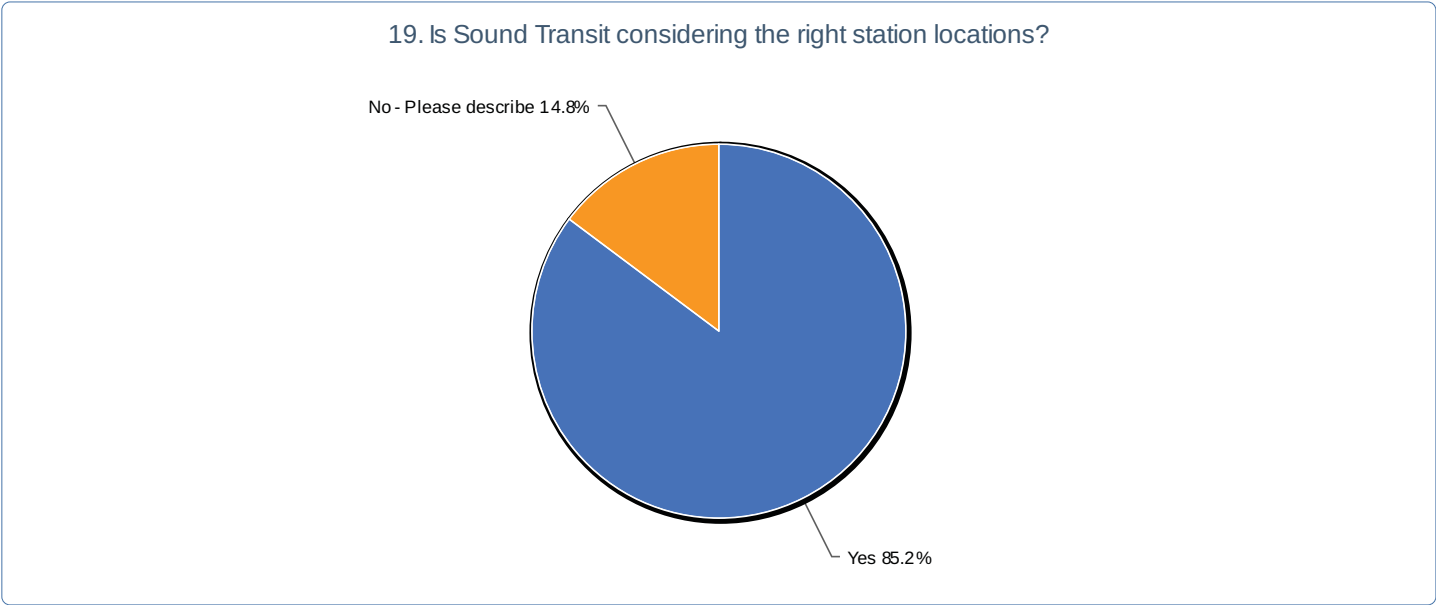 19. Is Sound Transit considering the right station locations?
No - Please describe 14.8%
Yes 85.2%